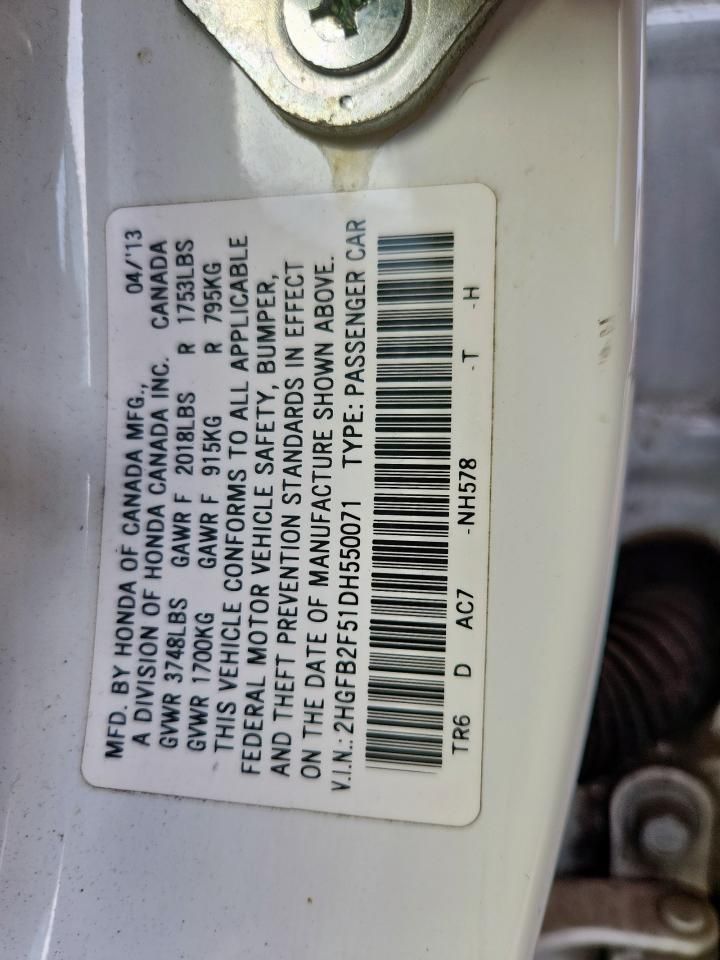 MFD. BY HONDA OF CANADA MFG., 04/'13
A DIVISION OF HONDA CANADA INC. CANADA
GVWR 3748LBS GAWR F 2018LBS R 1753LBS
GVWR 1700KG GAWR F 915KG R 795KG
THIS VEHICLE CONFORMS TO ALL APPLICABLE
FEDERAL MOTOR VEHICLE SAFETY, BUMPER,
AND THEFT PREVENTION STANDARDS IN EFFECT
ON THE DATE OF MANUFACTURE SHOWN ABOVE.
V.I.N.: 2HGFB2F51DH550071 TYPE: PASSENGER CAR
TR6 D AC7 -NH578 -T -H